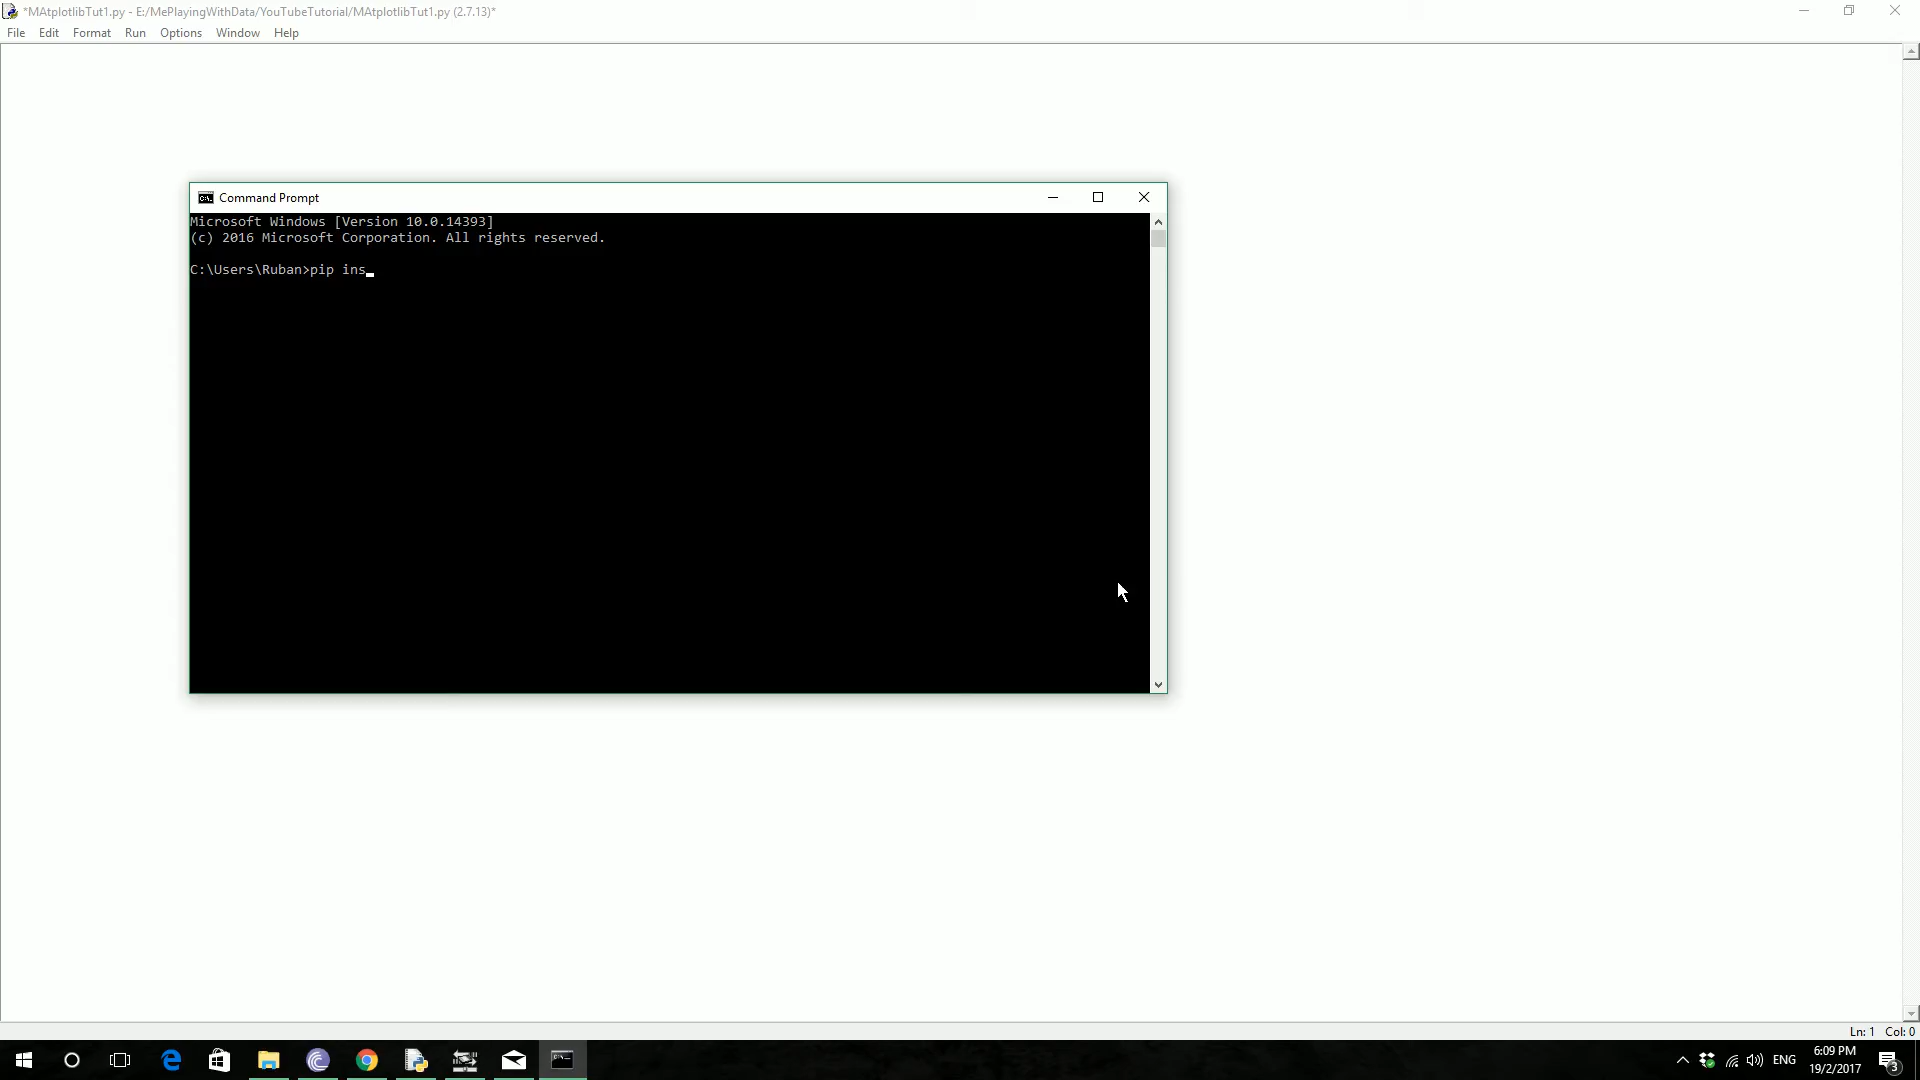 *MAtplotlibTut1.py - E:/MePlayingWithData/YouTubeTutorial/MAtplotlibTut1.py (2.7.13)*
File Edit Format Run Options Window Help
Command Prompt
Microsoft Windows [Version 10.0.14393]
(c) 2016 Microsoft Corporation. All rights reserved.
C:\Users\Ruban>pip ins_
Ln: 1 Col: 0
ENG
6:09 PM
19/2/2017
3